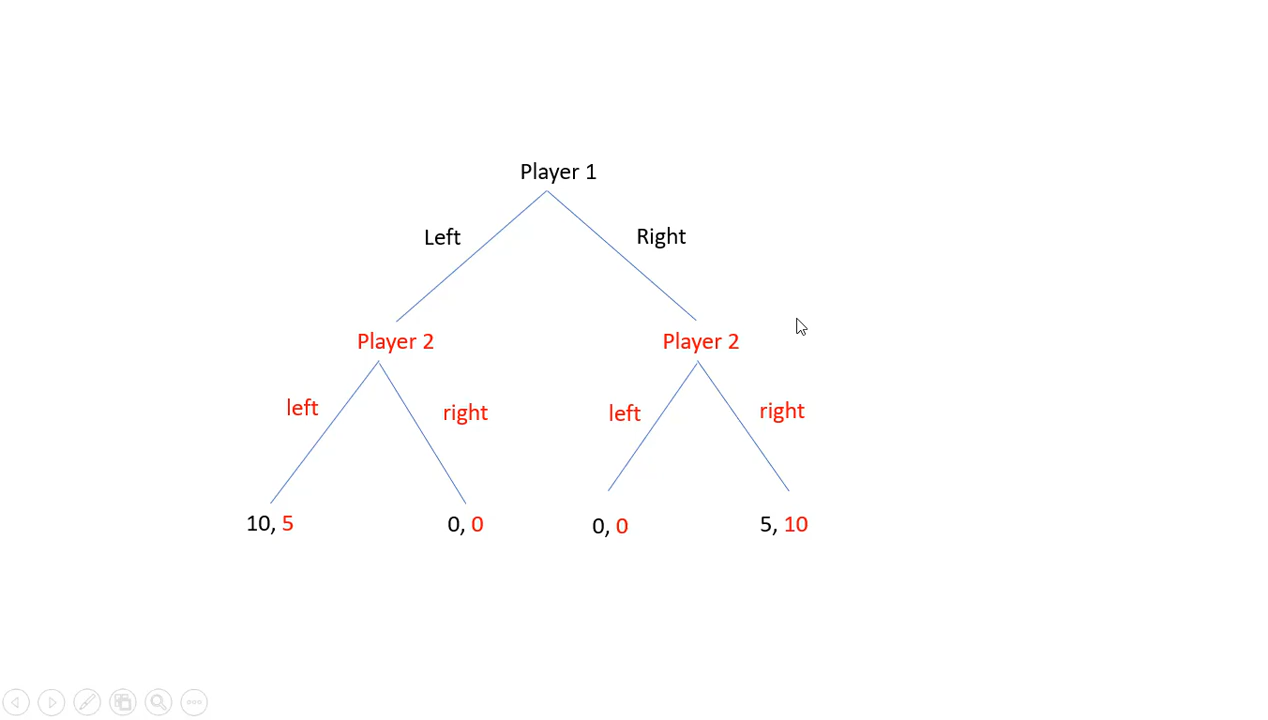 Player 1
Left Right
Player 2 Player 2
left right left right
10, 5 0, 0 0, 0 5, 10